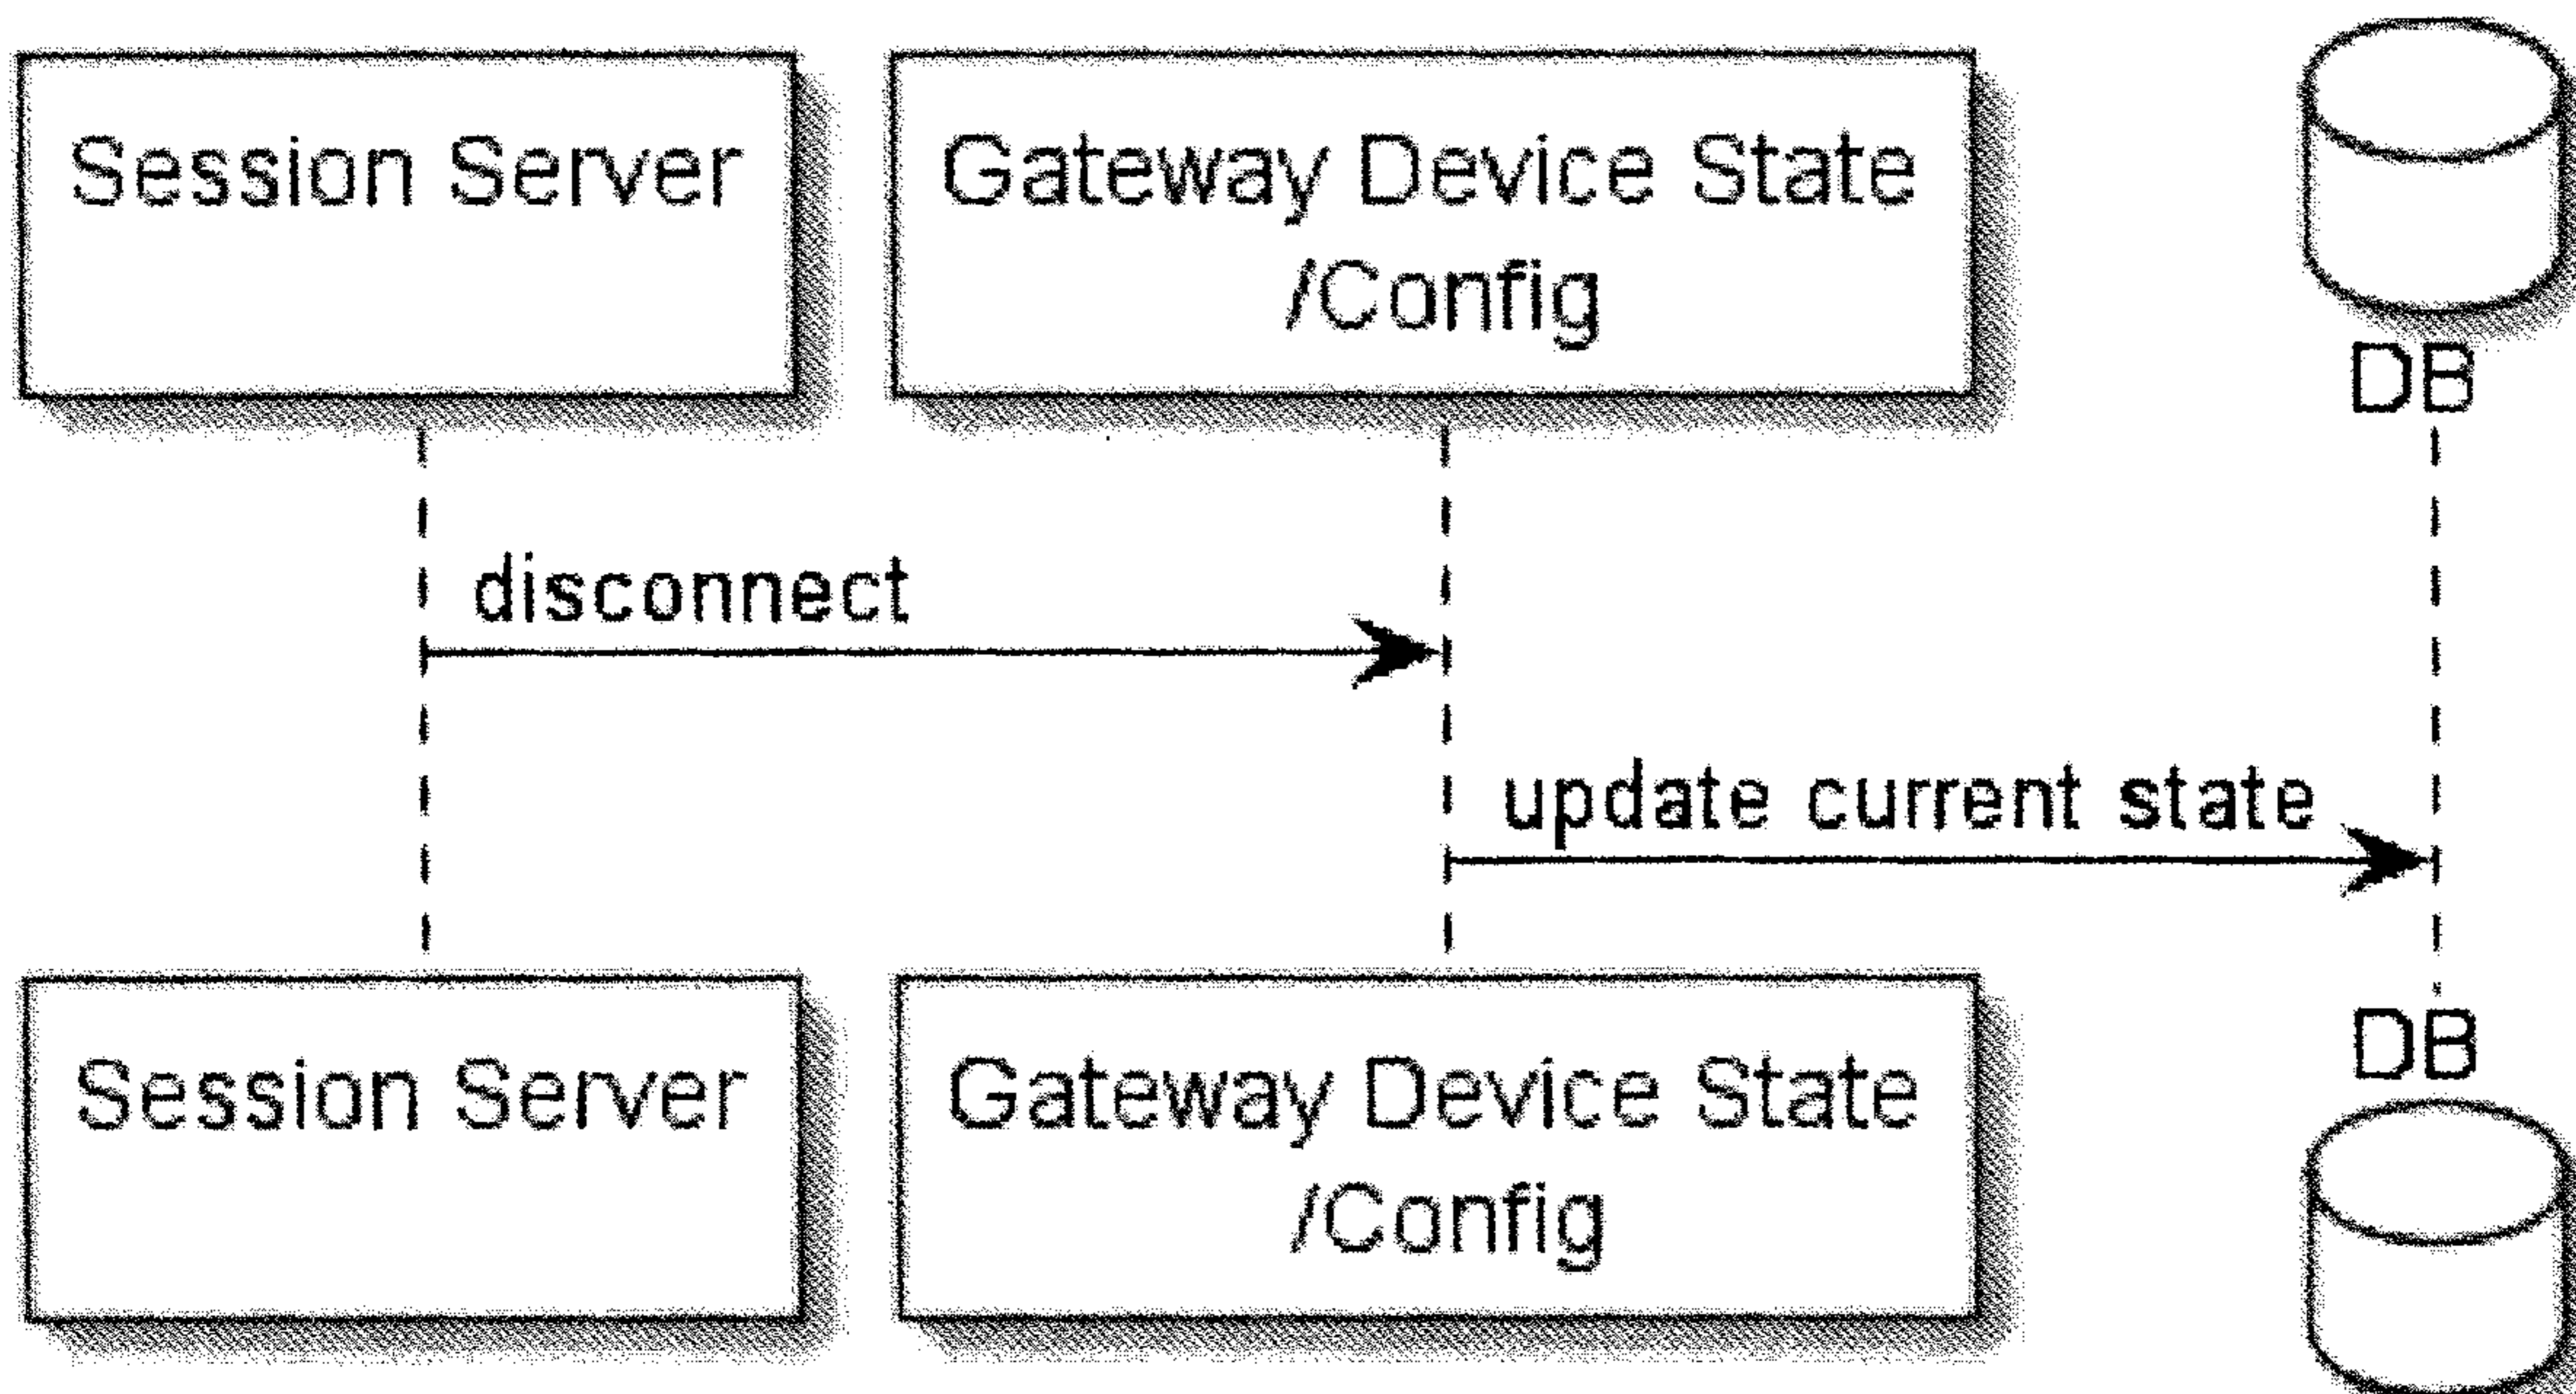 Session Server
Gateway Device State
/Config
DB
disconnect
update current state
Session Server
Gateway Device State
/Config
DB